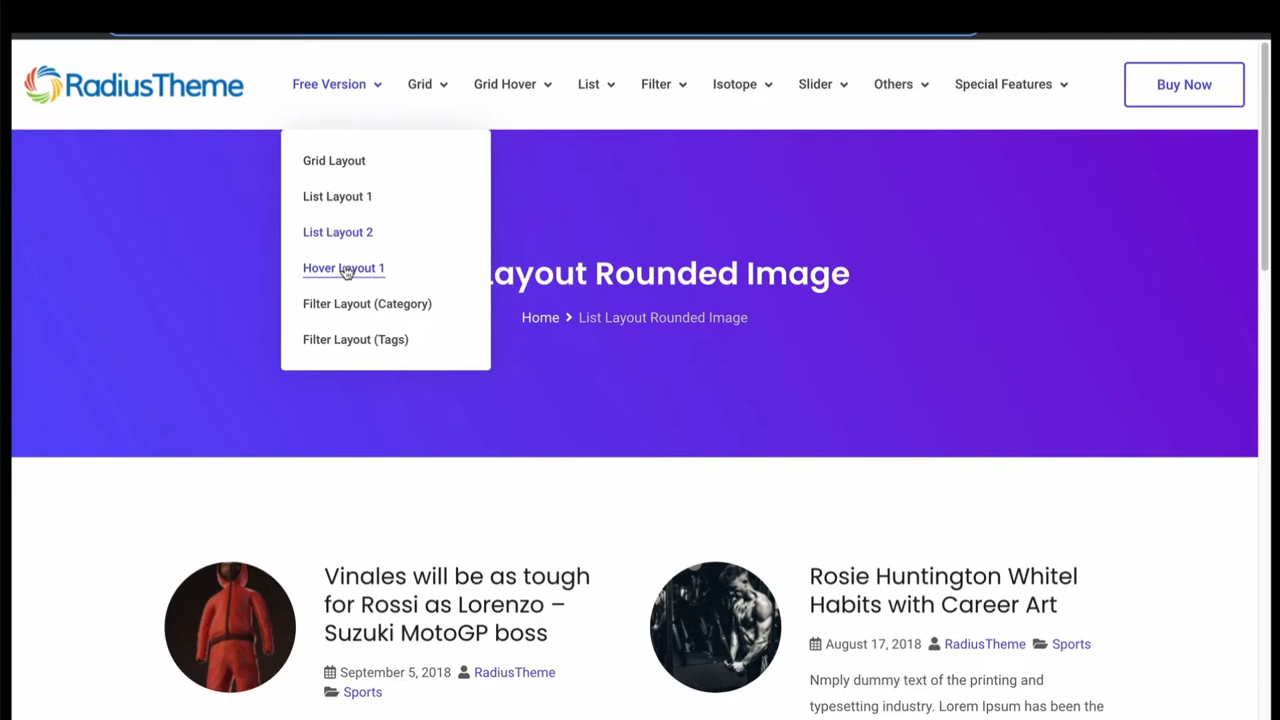 RadiusTheme
Free Version
Grid
Grid Hover
List
Filter
Isotope
Slider
Others
Special Features
Buy Now
Grid Layout
List Layout 1
List Layout 2
Hover Layout 1
Filter Layout (Category)
Filter Layout (Tags)
Layout Rounded Image
Home
List Layout Rounded Image
Vinales will be as tough
for Rossi as Lorenzo –
Suzuki MotoGP boss
September 5, 2018 RadiusTheme
Sports
Rosie Huntington Whitel
Habits with Career Art
August 17, 2018 RadiusTheme Sports
Nmply dummy text of the printing and
typesetting industry. Lorem Ipsum has been the